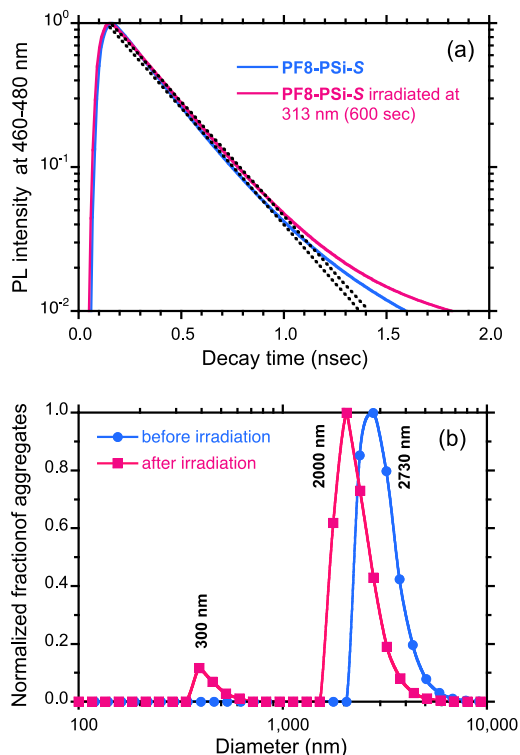 10⁰
(a)
PF8-PSi-S
PF8-PSi-S irradiated at
313 nm (600 sec)
10⁻¹
PL intensity at 460-480 nm
10⁻²
0.0 0.5 1.0 1.5 2.0
Decay time (nsec)
1.0
before irradiation
(b)
after irradiation
2000 nm
2730 nm
0.8
0.6
0.4
300 nm
0.2
0.0
Normalized fractionof aggregates
100 1,000 10,000
Diameter (nm)